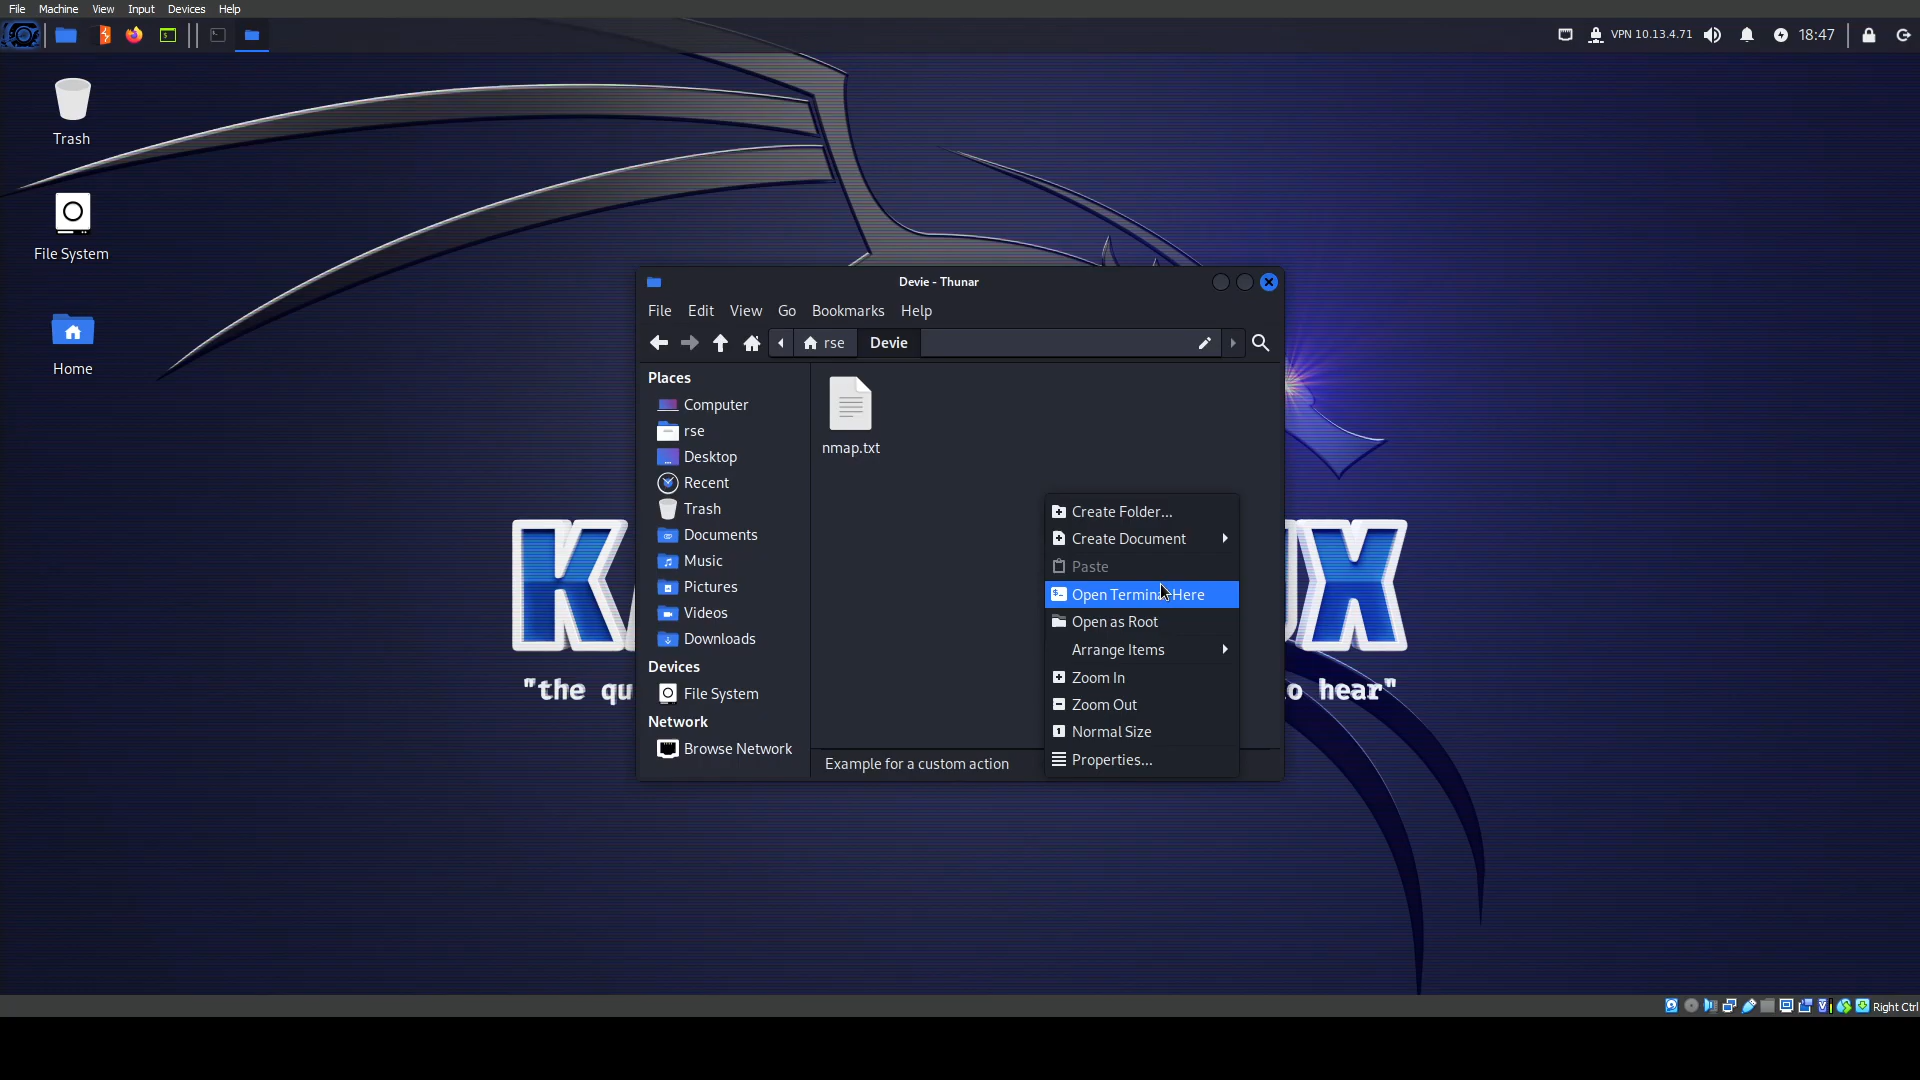 File Machine View Input Devices Help
VPN 10.13.4.71 18:47
Trash
File System
Home
Devie - Thunar
File Edit View Go Bookmarks Help
rse Devie
Places
Computer
rse
Desktop
Recent
Trash
Documents
Music
Pictures
Videos
Downloads
Devices
File System
Network
Browse Network
nmap.txt
Create Folder...
Create Document
Paste
Open Terminal Here
Open as Root
Arrange Items
Zoom In
Zoom Out
Normal Size
Properties...
Example for a custom action
KA X
"the qu o hear"
Right Ctrl